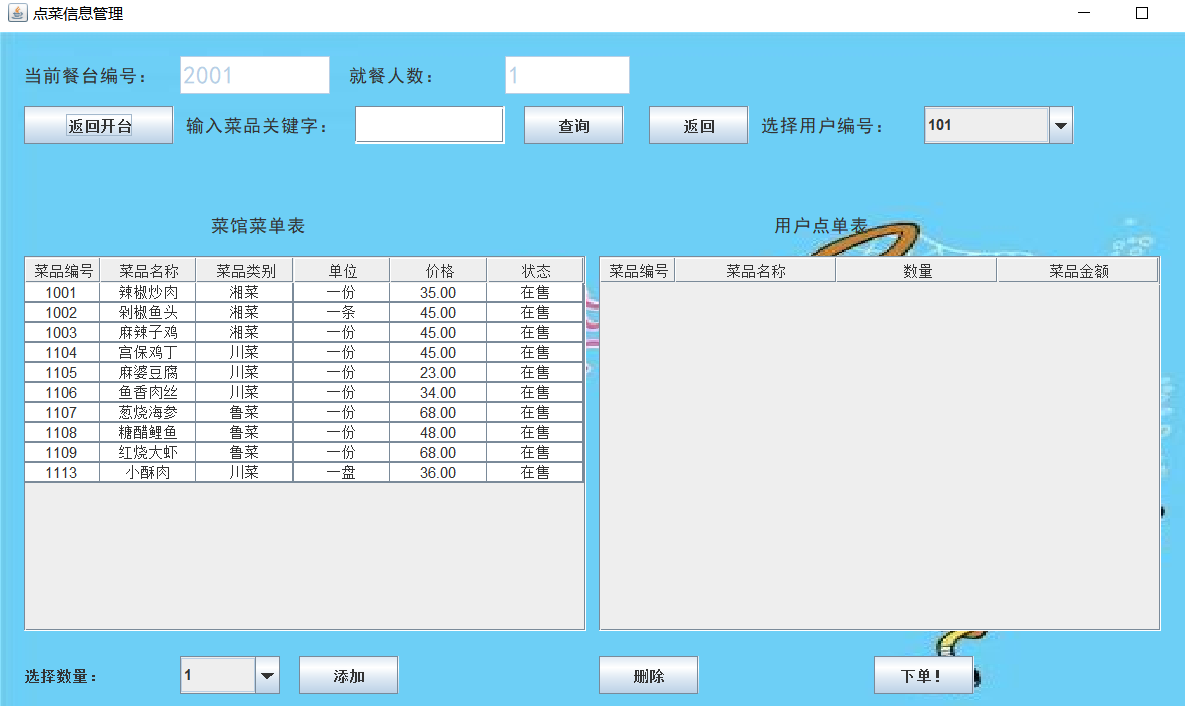 点菜信息管理
当前餐台编号： 2001 就餐人数： 1
返回开台 输入菜品关键字： 查询 返回 选择用户编号： 101
菜馆菜单表 用户点单表
菜品编号 菜品名称 菜品类别 单位 价格 状态 菜品编号 菜品名称 数量 菜品金额
1001 辣椒炒肉 湘菜 一份 35.00 在售
1002 剁椒鱼头 湘菜 一条 45.00 在售
1003 麻辣子鸡 湘菜 一份 45.00 在售
1104 宫保鸡丁 川菜 一份 45.00 在售
1105 麻婆豆腐 川菜 一份 23.00 在售
1106 鱼香肉丝 川菜 一份 34.00 在售
1107 葱烧海参 鲁菜 一份 68.00 在售
1108 糖醋鲤鱼 鲁菜 一份 48.00 在售
1109 红烧大虾 鲁菜 一份 68.00 在售
1113 小酥肉 川菜 一盘 36.00 在售
选择数量： 1 添加 删除 下单！